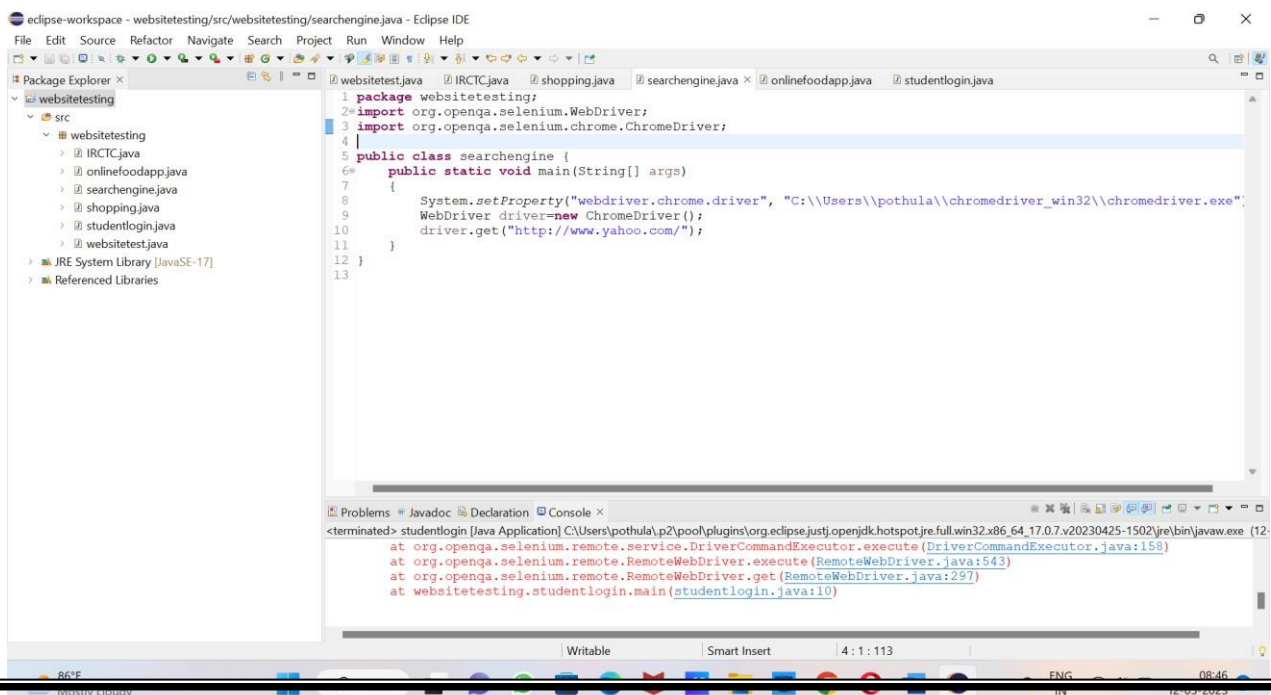 eclipse-workspace - websitetesting/src/websitetesting/searchengine.java - Eclipse IDE
File Edit Source Refactor Navigate Search Project Run Window Help
Package Explorer
websitetesting
src
websitetesting
IRCTC.java
onlinefoodapp.java
searchengine.java
shopping.java
studentlogin.java
websitetest.java
JRE System Library [JavaSE-17]
Referenced Libraries
websitetest.java IRCTC.java shopping.java searchengine.java onlinefoodapp.java studentlogin.java
1 package websitetesting;
2 import org.openqa.selenium.WebDriver;
3 import org.openqa.selenium.chrome.ChromeDriver;
4
5 public class searchengine {
6 public static void main(String[] args)
7 {
8 System.setProperty("webdriver.chrome.driver", "C:\\Users\\pothula\\chromedriver_win32\\chromedriver.exe")
9 WebDriver driver=new ChromeDriver();
10 driver.get("http://www.yahoo.com/");
11 }
12 }
13
Problems Javadoc Declaration Console
<terminated> studentlogin [Java Application] C:\Users\pothula\.p2\pool\plugins\org.eclipse.justj.openjdk.hotspot.jre.full.win32.x86_64_17.0.7.v20230425-1502\jre\bin\javaw.exe (12-
at org.openqa.selenium.remote.service.DriverCommandExecutor.execute(DriverCommandExecutor.java:158)
at org.openqa.selenium.remote.RemoteWebDriver.execute(RemoteWebDriver.java:543)
at org.openqa.selenium.remote.RemoteWebDriver.get(RemoteWebDriver.java:297)
at websitetesting.studentlogin.main(studentlogin.java:10)
Writable Smart Insert 4 : 1 : 113
86°F
Mostly cloudy
ENG
IN
08:46
12-05-2023